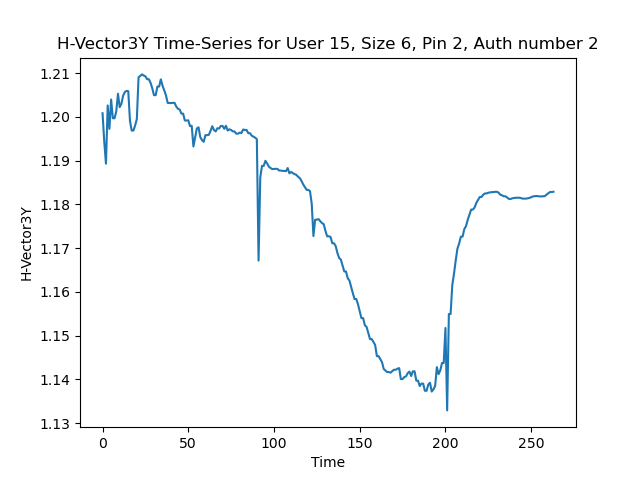 H-Vector3Y Time-Series for User 15, Size 6, Pin 2, Auth number 2
1.21
1.20
1.19
1.18
1.17
1.16
1.15
1.14
1.13
H-Vector3Y
0 50 100 150 200 250
Time